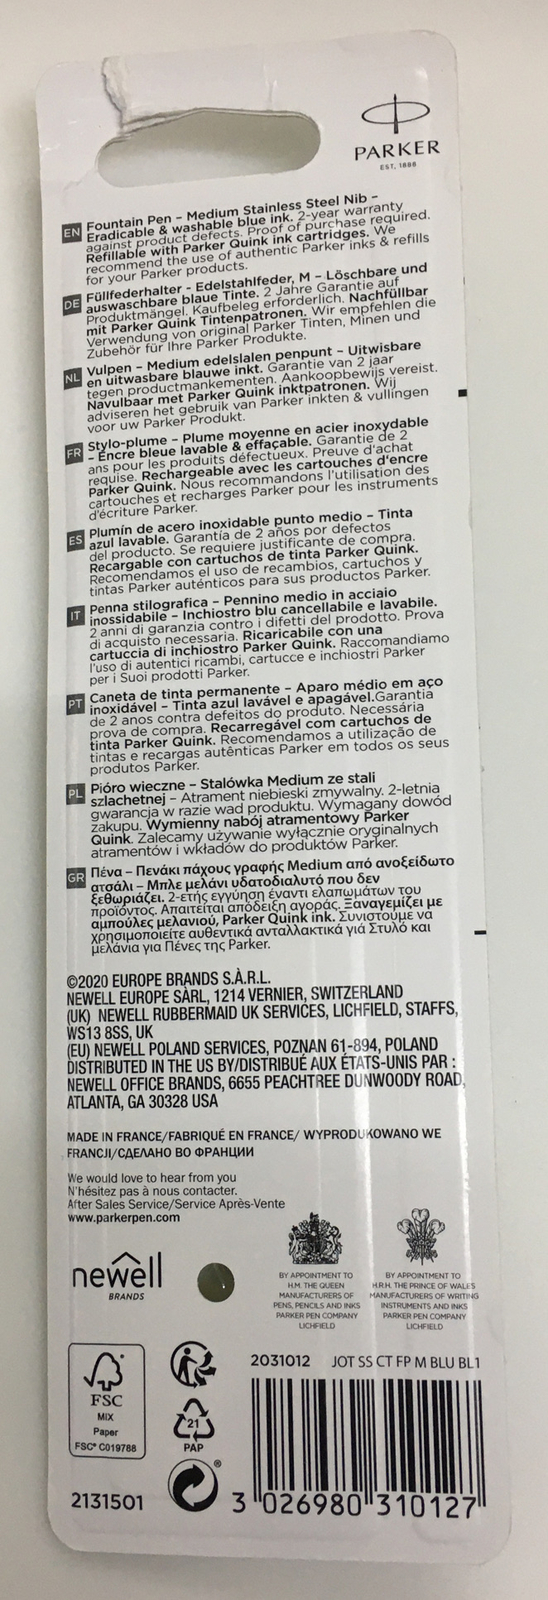 PARKER
EST. 1888
EN Fountain Pen – Medium Stainless Steel Nib –
Eradicable & washable blue ink. 2-year warranty
against product defects. Proof of purchase required.
Refillable with Parker Quink ink cartridges. We
recommend the use of authentic Parker inks & refills
for your Parker products.
DE Füllfederhalter - Edelstahlfeder, M – Löschbare und
auswaschbare blaue Tinte. 2 Jahre Garantie auf
Produktmängel. Kaufbeleg erforderlich. Nachfüllbar
mit Parker Quink Tintenpatronen. Wir empfehlen die
Verwendung von original Parker Tinten, Minen und
Zubehör für Ihre Parker Produkte.
NL Vulpen – Medium edelslalen penpunt – Uitwisbare
en uitwasbare blauwe inkt. Garantie van 2 jaar
tegen productmankementen. Aankoopbewijs vereist.
Navulbaar met Parker Quink inktpatronen. Wij
adviseren het gebruik van Parker inkten & vullingen
voor uw Parker Produkt.
FR Stylo-plume – Plume moyenne en acier inoxydable
– Encre bleue lavable & effaçable. Garantie de 2
ans pour les produits défectueux. Preuve d'achat
requise. Rechargeable avec les cartouches d'encre
Parker Quink. Nous recommandons l'utilisation des
cartouches et recharges Parker pour les instruments
d'écriture Parker.
ES Plumín de acero inoxidable punto medio – Tinta
azul lavable. Garantía de 2 años por defectos
del producto. Se requiere justificante de compra.
Recargable con cartuchos de tinta Parker Quink.
Recomendamos el uso de recambios, cartuchos y
tintas Parker auténticos para sus productos Parker.
IT Penna stilografica – Pennino medio in acciaio
inossidabile – Inchiostro blu cancellabile e lavabile.
2 anni di garanzia contro i difetti del prodotto. Prova
di acquisto necessaria. Ricaricabile con una
cartuccia di inchiostro Parker Quink. Raccomandiamo
l'uso di autentici ricambi, cartucce e inchiostri Parker
per i Suoi prodotti Parker.
PT Caneta de tinta permanente – Aparo médio em aço
inoxidável – Tinta azul lavável e apagável.Garantia
de 2 anos contra defeitos do produto. Necessária
prova de compra. Recarregável com cartuchos de
tinta Parker Quink. Recomendamos a utilização de
tintas e recargas autênticas Parker em todos os seus
produtos Parker.
PL Pióro wieczne – Stalówka Medium ze stali
szlachetnej – Atrament niebieski zmywalny. 2-letnia
gwarancja w razie wad produktu. Wymagany dowód
zakupu. Wymienny nabój atramentowy Parker
Quink. Zalecamy używanie wyłącznie oryginalnych
atramentów i wkładów do produktów Parker.
GR Πένα – Πενάκι πάχους γραφής Medium από ανοξείδωτο
ατσάλι – Μπλε μελάνι υδατοδιαλυτό που δεν
ξεθωριάζει. 2-ετής εγγύηση έναντι ελαπωμάτων του
προϊόντος. Απαιτείται απόδειξη αγοράς. Ξαναγεμίζει με
αμπούλες μελανιού, Parker Quink ink. Συνιστούμε να
χρησιμοποιείτε αυθεντικά ανταλλακτικά γιά Στυλό και
μελάνια για Πένες της Parker.
©2020 EUROPE BRANDS S.À.R.L.
NEWELL EUROPE SÀRL, 1214 VERNIER, SWITZERLAND
(UK) NEWELL RUBBERMAID UK SERVICES, LICHFIELD, STAFFS,
WS13 8SS, UK
(EU) NEWELL POLAND SERVICES, POZNAN 61-894, POLAND
DISTRIBUTED IN THE US BY/DISTRIBUÉ AUX ÉTATS-UNIS PAR :
NEWELL OFFICE BRANDS, 6655 PEACHTREE DUNWOODY ROAD,
ATLANTA, GA 30328 USA
MADE IN FRANCE/FABRIQUÉ EN FRANCE/ WYPRODUKOWANO WE
FRANCJI/СДЕЛАНО ВО ФРАНЦИИ
We would love to hear from you
N'hésitez pas à nous contacter.
After Sales Service/Service Après-Vente
www.parkerpen.com
newell
BRANDS
BY APPOINTMENT TO
H.M. THE QUEEN
MANUFACTURERS OF
PENS, PENCILS AND INKS
PARKER PEN COMPANY
LICHFIELD
BY APPOINTMENT TO
H.R.H. THE PRINCE OF WALES
MANUFACTURERS OF WRITING
INSTRUMENTS AND INKS
PARKER PEN COMPANY
LICHFIELD
FSC
MIX
Paper
FSC® C019788
21
PAP
®
2131501
2031012 JOT SS CT FP M BLU BL1
3 026980 310127